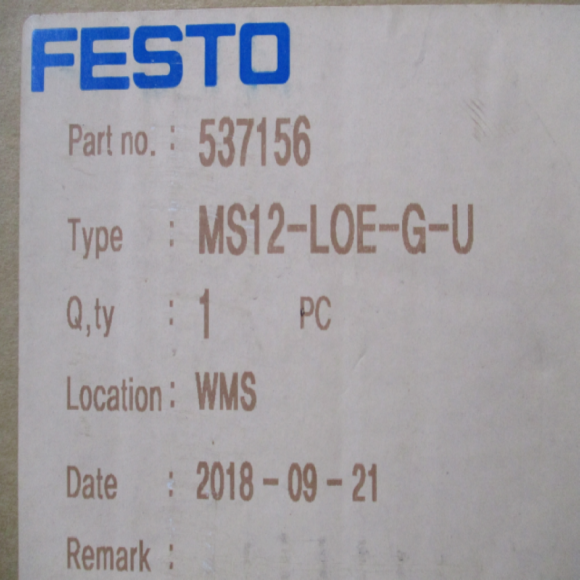 FESTO
Part no. : 537156
Type : MS12-LOE-G-U
Q,ty : 1 PC
Location : WMS
Date : 2018-09-21
Remark :